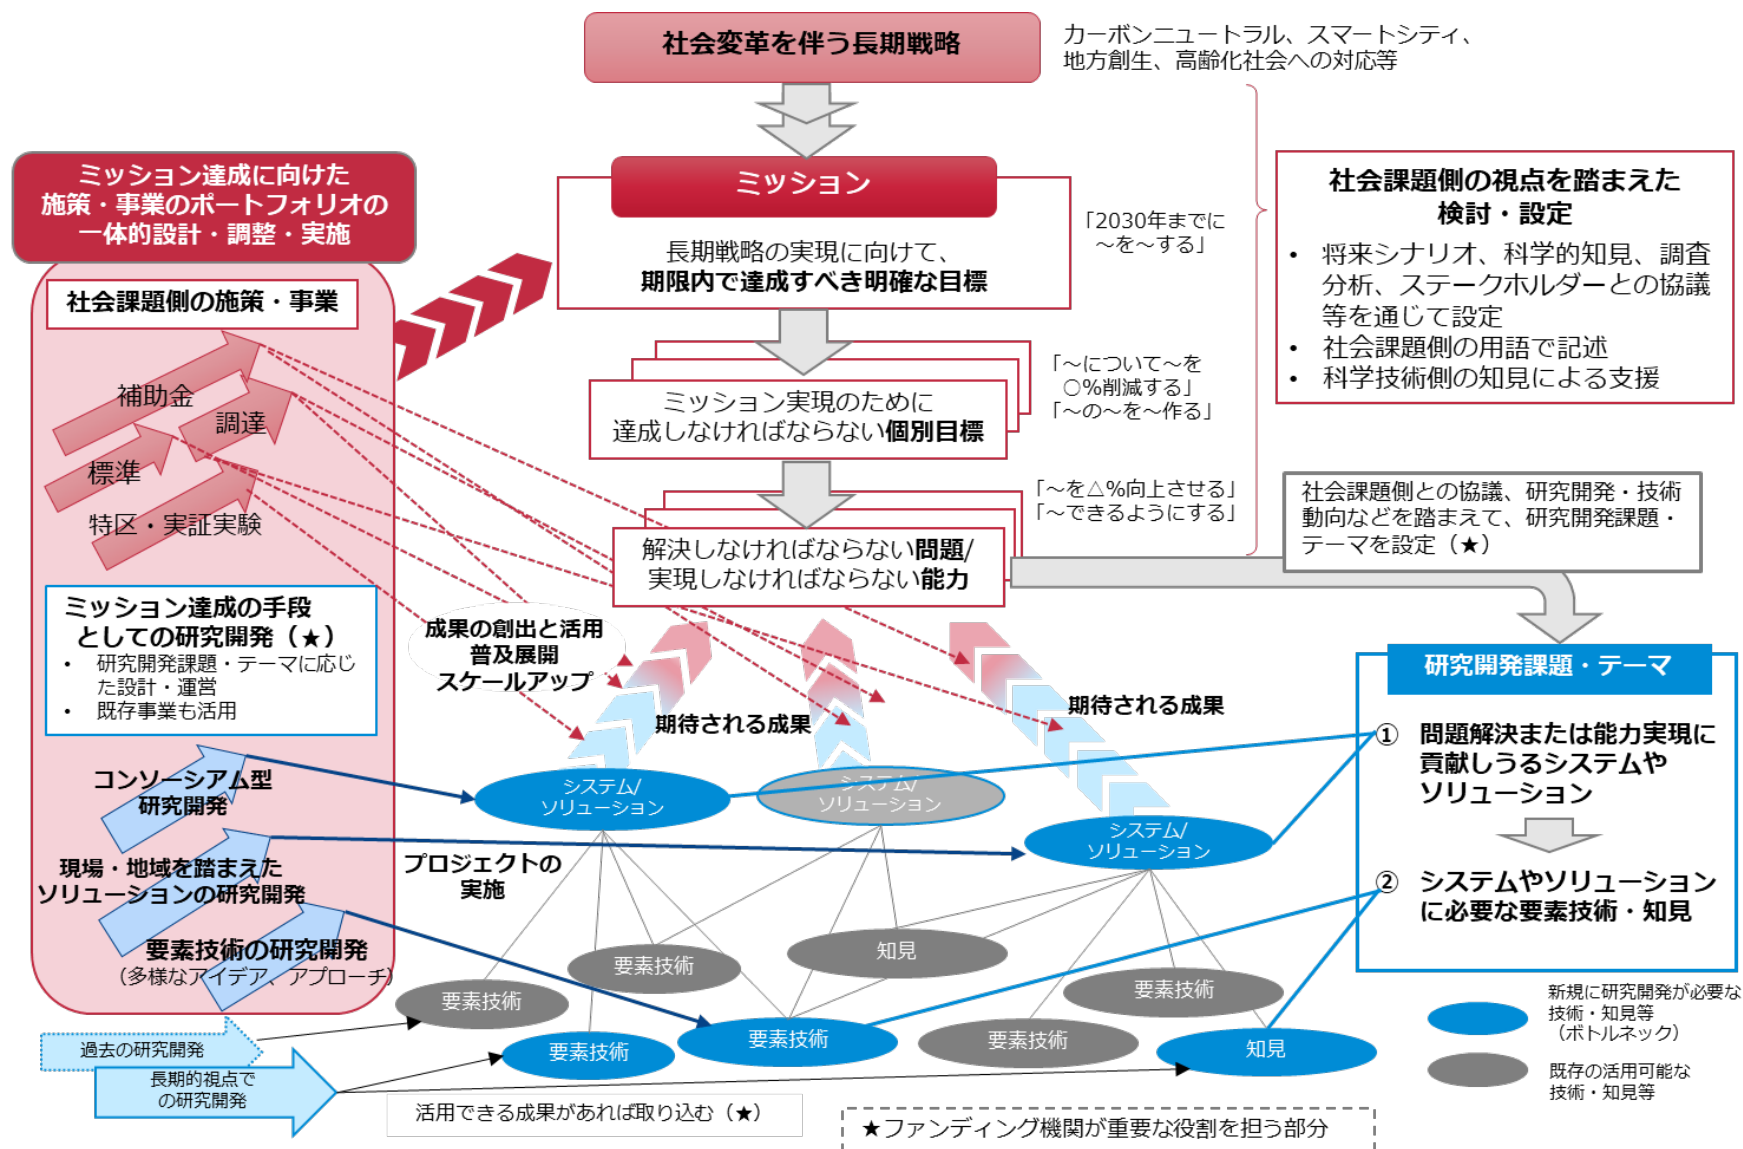 社会変革を伴う長期戦略
カーボンニュートラル、スマートシティ、
地方創生、高齢化社会への対応等
ミッション達成に向けた
施策・事業のポートフォリオの
一体的設計・調整・実施
ミッション
長期戦略の実現に向けて、
期限内で達成すべき明確な目標
「2030年までに
～を～する」
社会課題側の視点を踏まえた
検討・設定
• 将来シナリオ、科学的知見、調査
分析、ステークホルダーとの協議
等を通じて設定
• 社会課題側の用語で記述
• 科学技術側の知見による支援
社会課題側の施策・事業
補助金
調達
標準
特区・実証実験
ミッション実現のために
達成しなければならない個別目標
「～について～を
○%削減する」
「～の～を～作る」
解決しなければならない問題/
実現しなければならない能力
「～を△%向上させる」
「～できるようにする」
社会課題側との協議、研究開発・技術
動向などを踏まえて、研究開発課題・
テーマを設定（★）
ミッション達成の手段
としての研究開発（★）
• 研究開発課題・テーマに応じ
た設計・運営
• 既存事業も活用
成果の創出と活用
普及展開
スケールアップ
期待される成果
期待される成果
研究開発課題・テーマ
① 問題解決または能力実現に
貢献しうるシステムや
ソリューション
② システムやソリューション
に必要な要素技術・知見
コンソーシアム型
研究開発
現場・地域を踏まえた
ソリューションの研究開発
要素技術の研究開発
（多様なアイデア、アプローチ）
システム/
ソリューション
システム/
ソリューション
システム/
ソリューション
プロジェクトの
実施
要素技術
知見
要素技術
要素技術
要素技術
要素技術
要素技術
知見
過去の研究開発
長期的視点で
の研究開発
活用できる成果があれば取り込む（★）
新規に研究開発が必要な
技術・知見等
（ボトルネック）
既存の活用可能な
技術・知見等
★ファンディング機関が重要な役割を担う部分